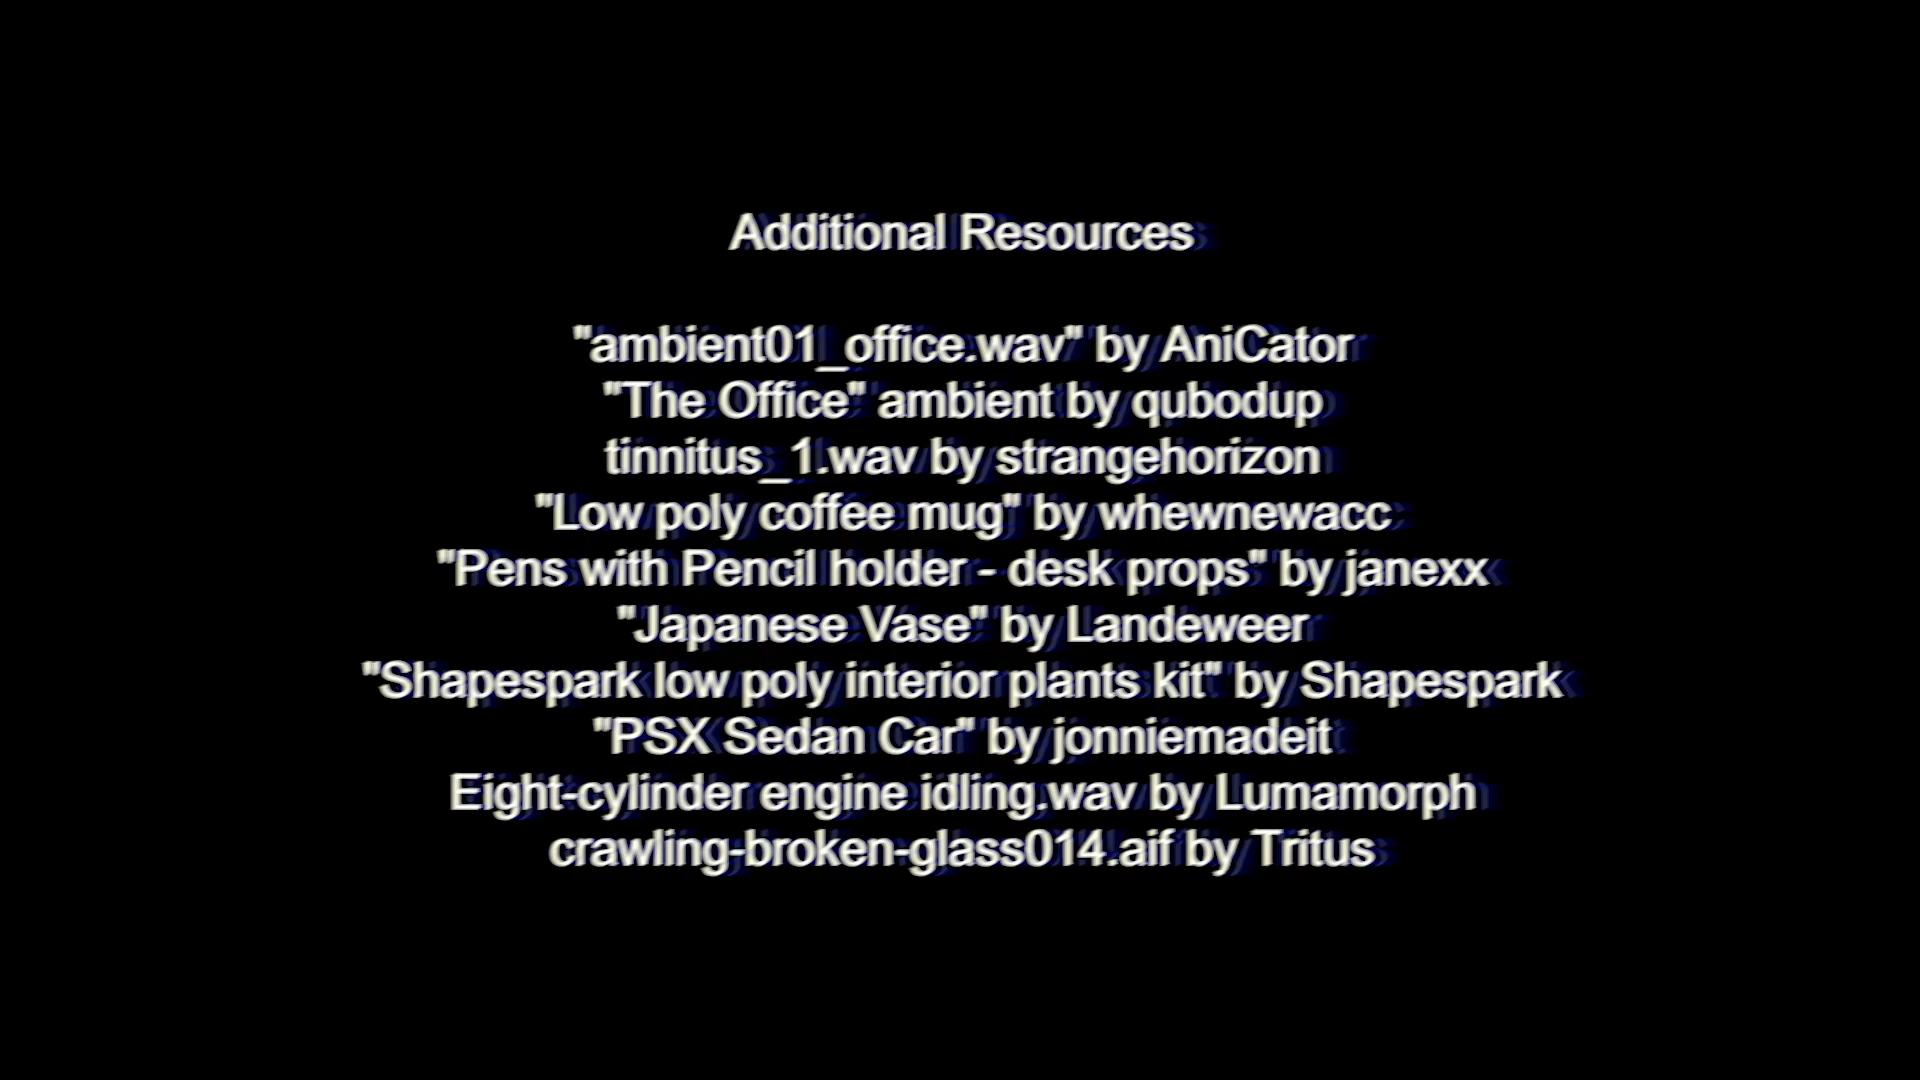 Additional Resources
"ambient01_office.wav" by AniCator
"The Office" ambient by qubodup
tinnitus_1.wav by strangehorizon
"Low poly coffee mug" by whewnewacc
"Pens with Pencil holder - desk props" by janexx
"Japanese Vase" by Landeweer
"Shapespark low poly interior plants kit" by Shapespark
"PSX Sedan Car" by jonniemadeit
Eight-cylinder engine idling.wav by Lumamorph
crawling-broken-glass014.aif by Tritus